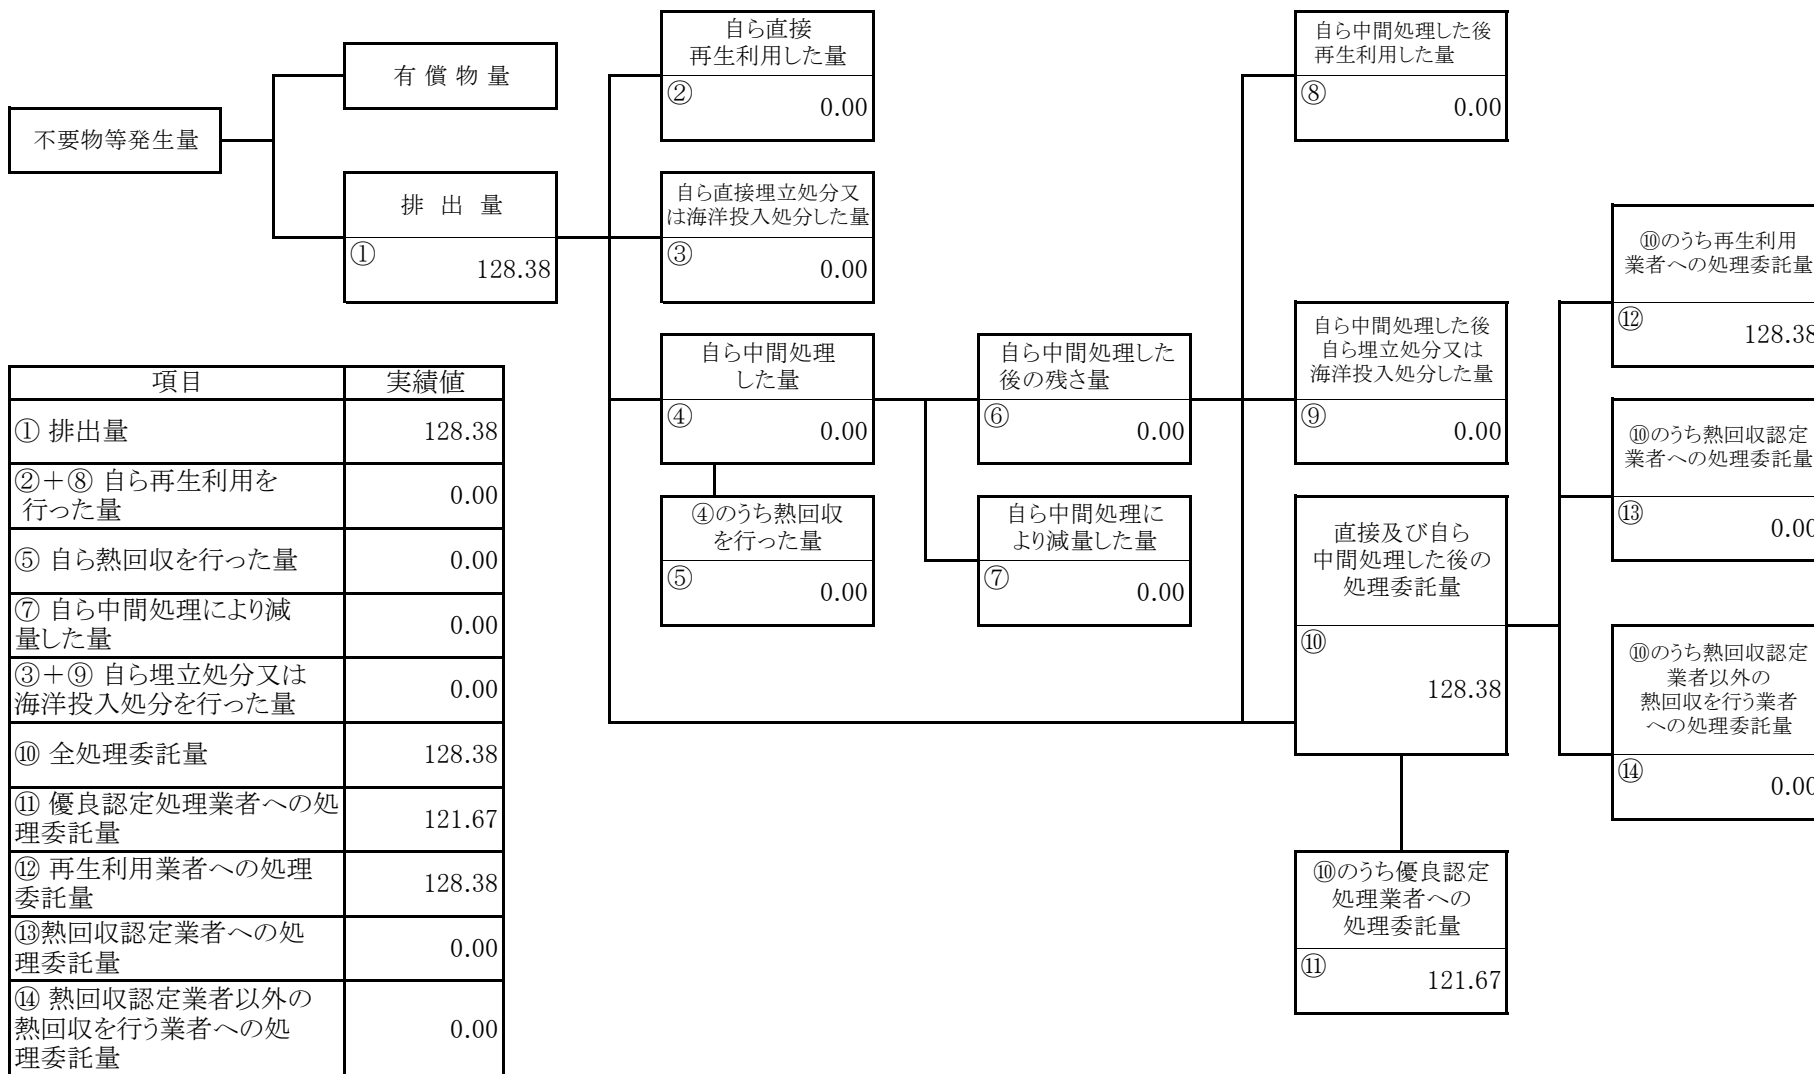 不要物等発生量
有 償 物 量
排 出 量
①
128.38
自ら直接
再生利用した量
②
0.00
自ら直接埋立処分又
は海洋投入処分した量
③
0.00
自ら中間処理
した量
④
0.00
④のうち熱回収
を行った量
⑤
0.00
自ら中間処理した
後の残さ量
⑥
0.00
自ら中間処理に
より減量した量
⑦
0.00
自ら中間処理した後
再生利用した量
⑧
0.00
自ら中間処理した後
自ら埋立処分又は
海洋投入処分した量
⑨
0.00
直接及び自ら
中間処理した後の
処理委託量
⑩
128.38
⑩のうち優良認定
処理業者への
処理委託量
⑪
121.67
⑩のうち再生利用
業者への処理委託量
⑫
128.38
⑩のうち熱回収認定
業者への処理委託量
⑬
0.00
⑩のうち熱回収認定
業者以外の
熱回収を行う業者
への処理委託量
⑭
0.00
項目 実績値
① 排出量 128.38
②＋⑧ 自ら再生利用を
行った量 0.00
⑤ 自ら熱回収を行った量 0.00
⑦ 自ら中間処理により減
量した量 0.00
③＋⑨ 自ら埋立処分又は
海洋投入処分を行った量 0.00
⑩ 全処理委託量 128.38
⑪ 優良認定処理業者への処
理委託量 121.67
⑫ 再生利用業者への処理
委託量 128.38
⑬熱回収認定業者への処
理委託量 0.00
⑭ 熱回収認定業者以外の
熱回収を行う業者への処
理委託量 0.00